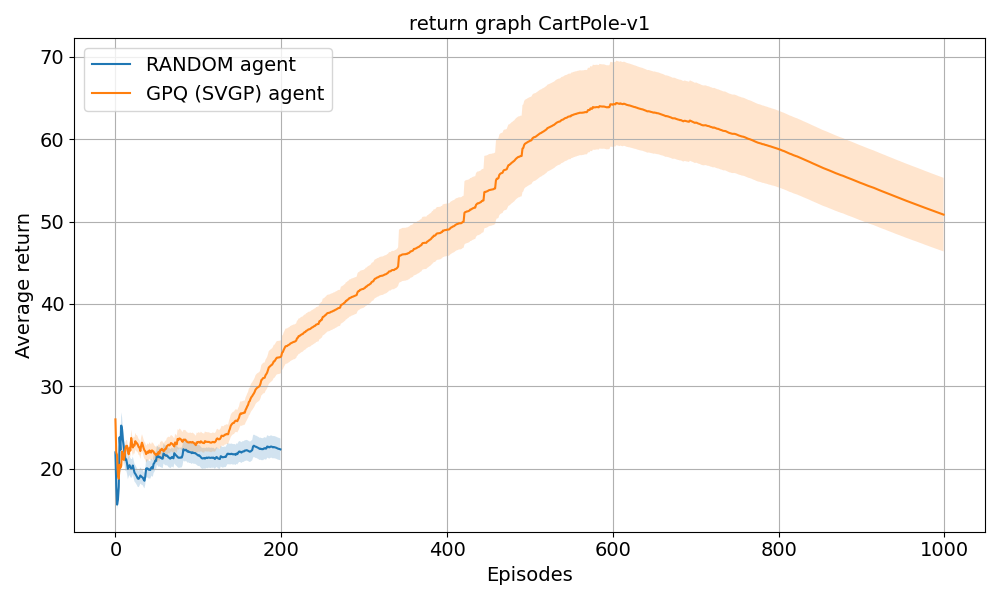 return graph CartPole-v1
RANDOM agent
GPQ (SVGP) agent
Average return
70
60
50
40
30
20
0 200 400 600 800 1000
Episodes